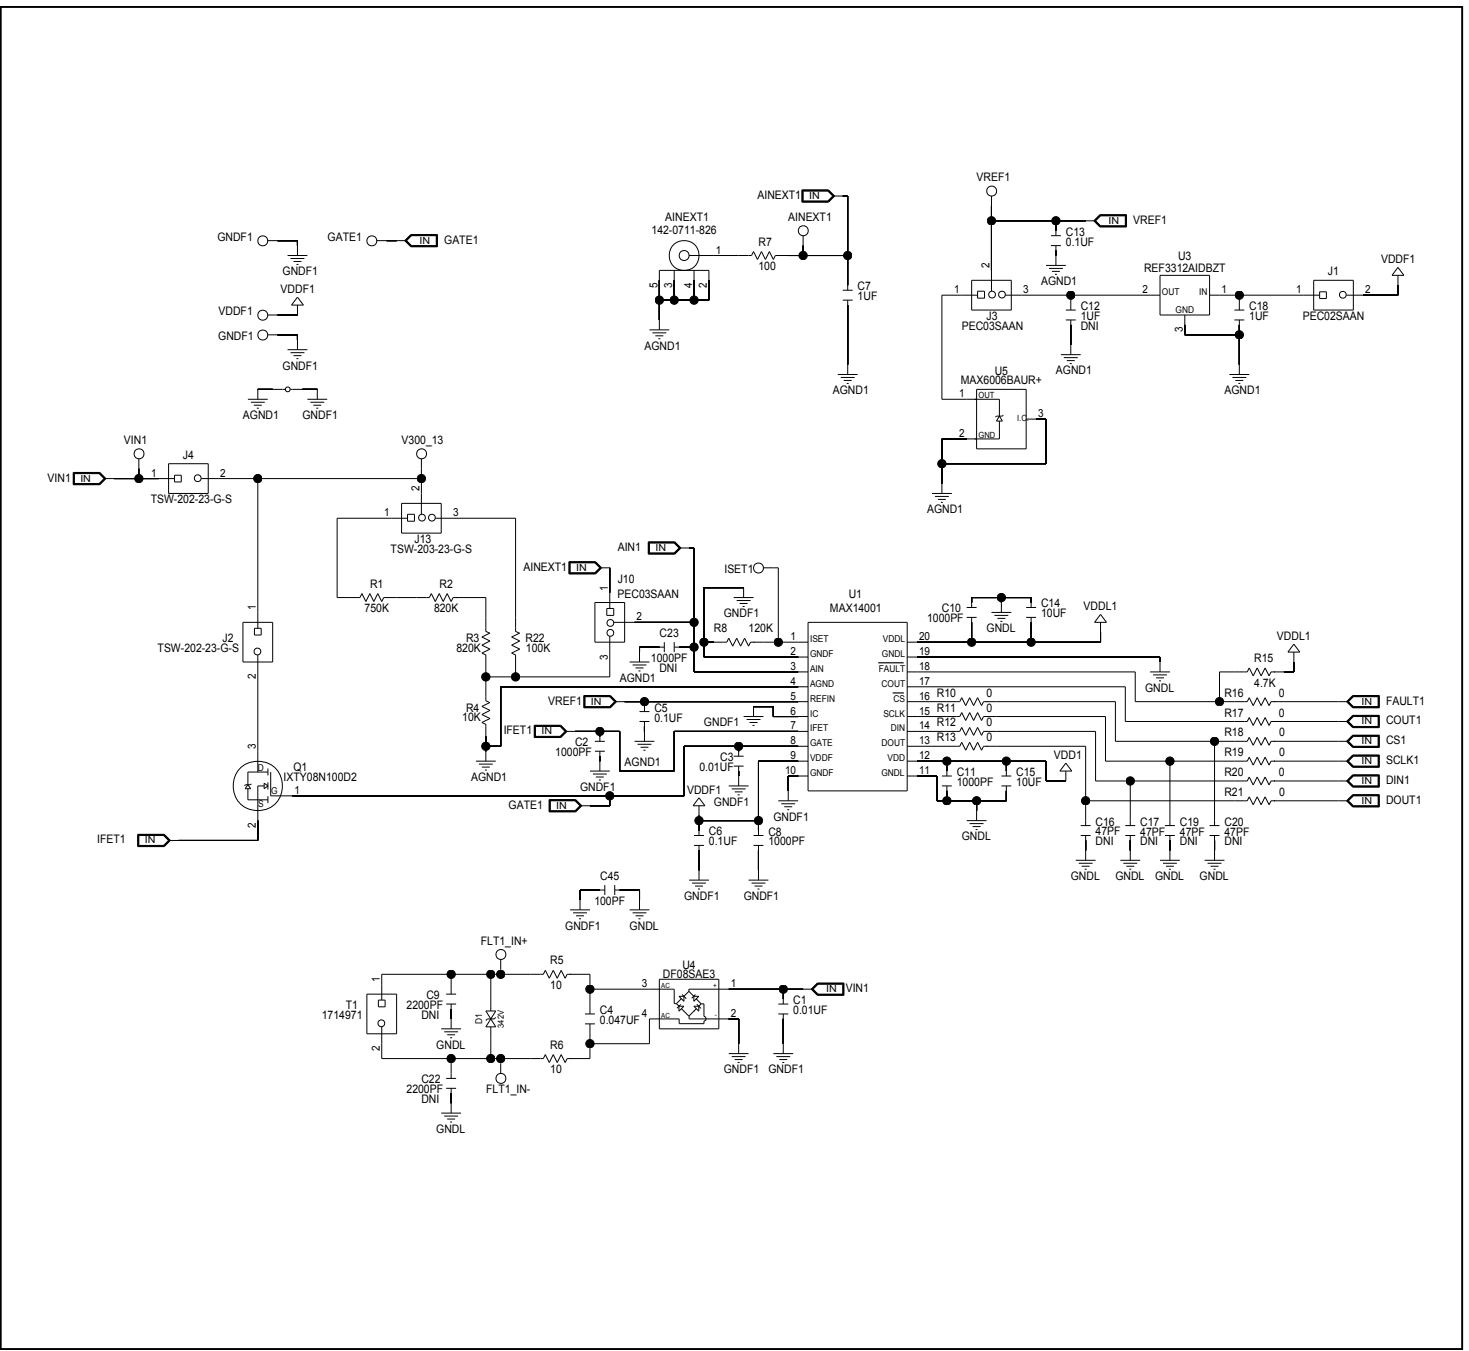 VREF1
AINEXT1
IN
AINEXT1
142-0711-826
AINEXT1
1
R7
100
5
3
4
2
AGND1
C7
1UF
AGND1
IN
VREF1
C13
0.1UF
AGND1
2
1
3
J3
PEC03SAAN
C12
1UF
DNI
AGND1
U3
REF3312AIDBZT
2
OUT
IN
1
GND
3
C18
1UF
AGND1
J1
1
2
PEC02SAAN
VDDF1
U5
MAX6006BAUR+
1
OUT
I.C
3
2
GND
AGND1
GNDF1
GNDF1
GATE1
IN
GATE1
VDDF1
VDDF1
GNDF1
GNDF1
AGND1
GNDF1
VIN1
VIN1
IN
1
J4
2
TSW-202-23-G-S
V300_13
2
1
3
J13
TSW-203-23-G-S
R1
750K
R2
820K
R3
820K
R22
100K
R4
10K
AGND1
1
J2
TSW-202-23-G-S
2
3
Q1
IXTY08N100D2
D
G
S
1
2
IFET1
IN
AIN1
IN
AINEXT1
IN
J10
PEC03SAAN
1
2
3
C23
1000PF
DNI
AGND1
ISET1
GNDF1
R8
120K
VREF1
IN
C5
0.1UF
AGND1
GNDF1
IFET1
IN
C2
1000PF
GNDF1
C3
0.01UF
GNDF1
GATE1
IN
VDDF1
C6
0.1UF
GNDF1
C8
1000PF
GNDF1
GNDF1
U1
MAX14001
1
ISET
2
GNDF
3
AIN
4
AGND
5
REFIN
6
IC
7
IFET
8
GATE
9
VDDF
10
GNDF
VDDL
20
GNDL
19
FAULT
18
COUT
17
CS
16
SCLK
15
DIN
14
DOUT
13
VDD
12
GNDL
11
C10
1000PF
GNDL
C14
10UF
VDDL1
GNDL
R10
0
R11
0
R12
0
R13
0
C11
1000PF
C15
10UF
VDD1
GNDL
VDDL1
R15
4.7K
R16
0
IN
FAULT1
R17
0
IN
COUT1
R18
0
IN
CS1
R19
0
IN
SCLK1
R20
0
IN
DIN1
R21
0
IN
DOUT1
C16
47PF
DNI
GNDL
C17
47PF
DNI
GNDL
C19
47PF
DNI
GNDL
C20
47PF
DNI
GNDL
C45
100PF
GNDF1
GNDL
FLT1_IN+
1
T1
1714971
2
C9
2200PF
DNI
GNDL
D1
342V
R5
10
C4
0.047UF
R6
10
FLT1_IN-
C22
2200PF
DNI
GNDL
U4
DF08SAE3
3
AC
+
1
4
AC
-
2
GNDF1
C1
0.01UF
GNDF1
IN
VIN1